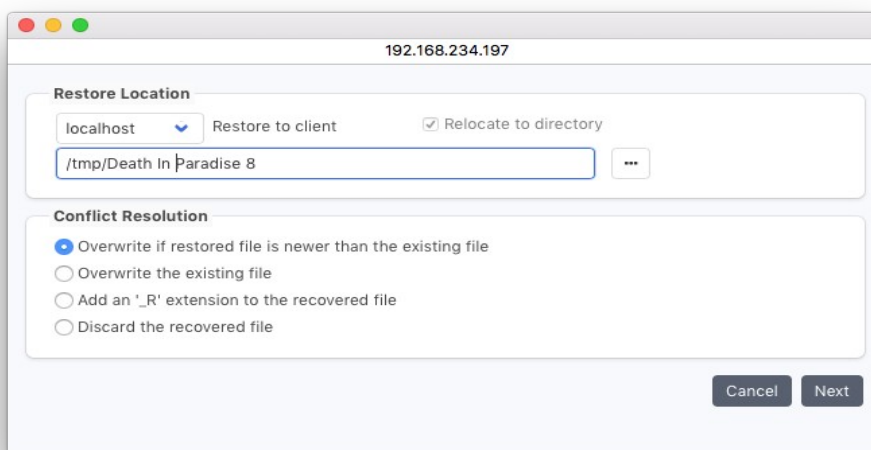 192.168.234.197
Restore Location
localhost Restore to client Relocate to directory
/tmp/Death In Paradise 8 ...
Conflict Resolution
Overwrite if restored file is newer than the existing file
Overwrite the existing file
Add an '_R' extension to the recovered file
Discard the recovered file
Cancel Next